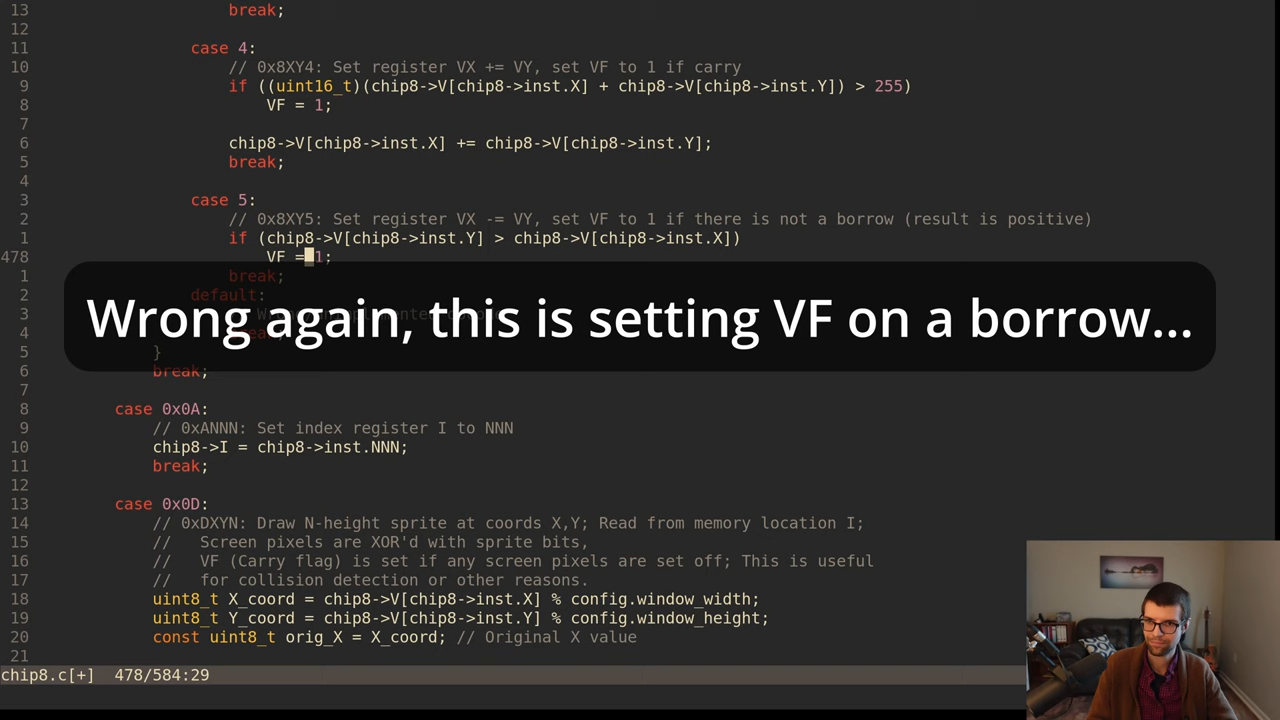 13 break;
12
11 case 4:
10 // 0x8XY4: Set register VX += VY, set VF to 1 if carry
9 if ((uint16_t)(chip8->V[chip8->inst.X] + chip8->V[chip8->inst.Y]) > 255)
8 VF = 1;
7
6 chip8->V[chip8->inst.X] += chip8->V[chip8->inst.Y];
5 break;
4
3 case 5:
2 // 0x8XY5: Set register VX -= VY, set VF to 1 if there is not a borrow (result is positive)
1 if (chip8->V[chip8->inst.Y] > chip8->V[chip8->inst.X])
478 VF = 1;
1 break;
2 default:
Wrong again, this is setting VF on a borrow...
3
4
5 }
6 break;
7
8 case 0x0A:
9 // 0xANNN: Set index register I to NNN
10 chip8->I = chip8->inst.NNN;
11 break;
12
13 case 0x0D:
14 // 0xDXYN: Draw N-height sprite at coords X,Y; Read from memory location I;
15 // Screen pixels are XOR'd with sprite bits,
16 // VF (Carry flag) is set if any screen pixels are set off; This is useful
17 // for collision detection or other reasons.
18 uint8_t X_coord = chip8->V[chip8->inst.X] % config.window_width;
19 uint8_t Y_coord = chip8->V[chip8->inst.Y] % config.window_height;
20 const uint8_t orig_X = X_coord; // Original X value
21
chip8.c[+] 478/584:29